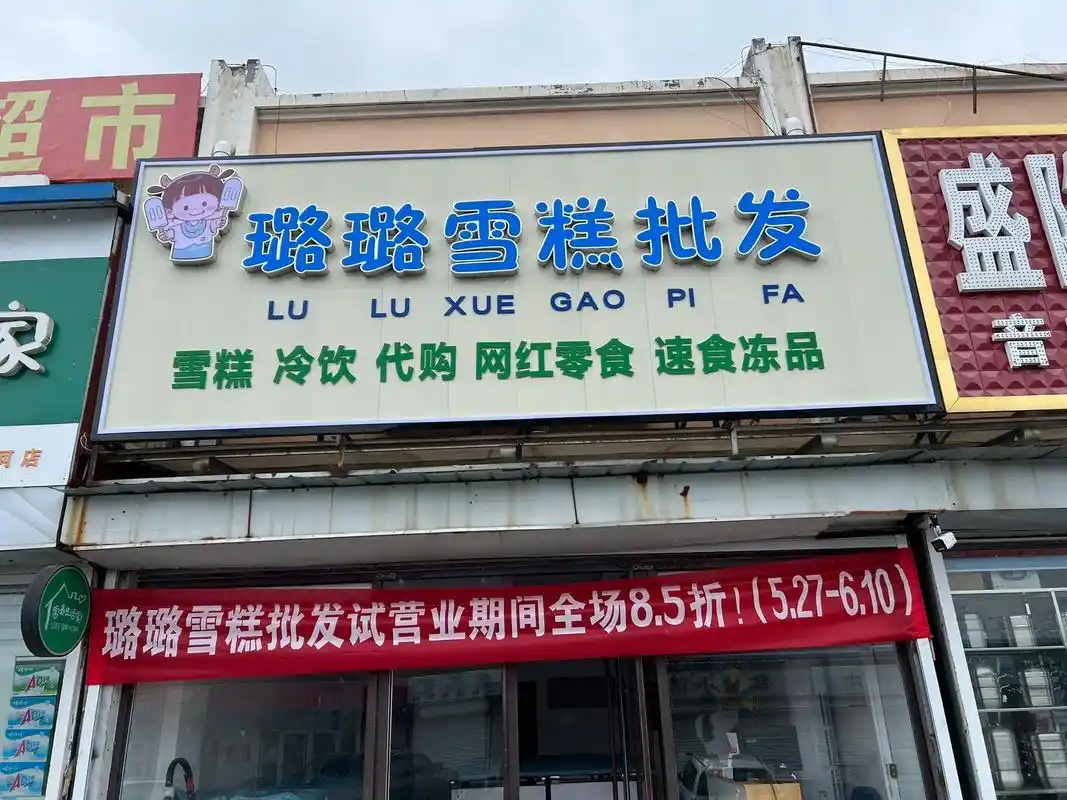 超市
璐璐雪糕批发
LU LU XUE GAO PI FA
雪糕 冷饮 代购 网红零食 速食冻品
家
盛
音
店
璐璐雪糕批发试营业期间全场8.5折!(5.27-6.10)